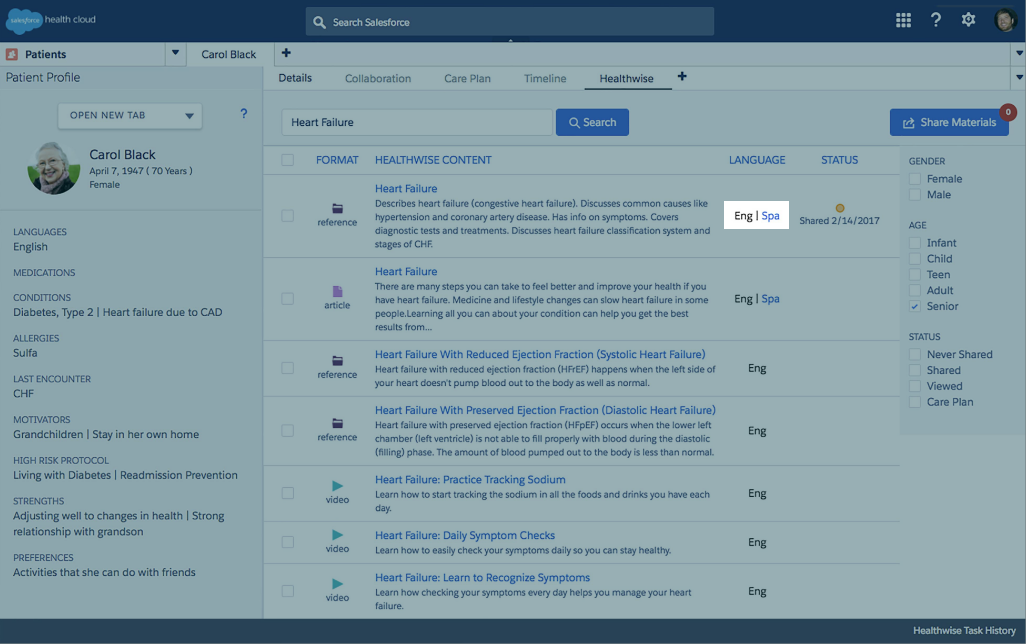 salesforce health cloud
Search Salesforce
?
Patients
Carol Black
+
Patient Profile
Details
Collaboration
Care Plan
Timeline
Healthwise
+
OPEN NEW TAB
?
Carol Black
April 7, 1947 ( 70 Years )
Female
LANGUAGES
English
MEDICATIONS
CONDITIONS
Diabetes, Type 2 | Heart failure due to CAD
ALLERGIES
Sulfa
LAST ENCOUNTER
CHF
MOTIVATORS
Grandchildren | Stay in her own home
HIGH RISK PROTOCOL
Living with Diabetes | Readmission Prevention
STRENGTHS
Adjusting well to changes in health | Strong
relationship with grandson
PREFERENCES
Activities that she can do with friends
Heart Failure
Search
Share Materials
0
FORMAT
HEALTHWISE CONTENT
LANGUAGE
STATUS
reference
Heart Failure
Describes heart failure (congestive heart failure). Discusses common causes like
hypertension and coronary artery disease. Has info on symptoms. Covers
diagnostic tests and treatments. Discusses heart failure classification system and
stages of CHF.
Eng | Spa
Shared 2/14/2017
article
Heart Failure
There are many steps you can take to feel better and improve your health if you
have heart failure. Medicine and lifestyle changes can slow heart failure in some
people.Learning all you can about your condition can help you get the best
results from...
Eng | Spa
reference
Heart Failure With Reduced Ejection Fraction (Systolic Heart Failure)
Heart failure with reduced ejection fraction (HFrEF) happens when the left side of
your heart doesn't pump blood out to the body as well as normal.
Eng
reference
Heart Failure With Preserved Ejection Fraction (Diastolic Heart Failure)
Heart failure with preserved ejection fraction (HFpEF) occurs when the lower left
chamber (left ventricle) is not able to fill properly with blood during the diastolic
(filling) phase. The amount of blood pumped out to the body is less than normal.
Eng
video
Heart Failure: Practice Tracking Sodium
Learn how to start tracking the sodium in all the foods and drinks you have each
day.
Eng
video
Heart Failure: Daily Symptom Checks
Learn how to easily check your symptoms daily so you can stay healthy.
Eng
video
Heart Failure: Learn to Recognize Symptoms
Learn how checking your symptoms every day helps you manage your heart
failure.
Eng
GENDER
Female
Male
AGE
Infant
Child
Teen
Adult
Senior
STATUS
Never Shared
Shared
Viewed
Care Plan
Healthwise Task History